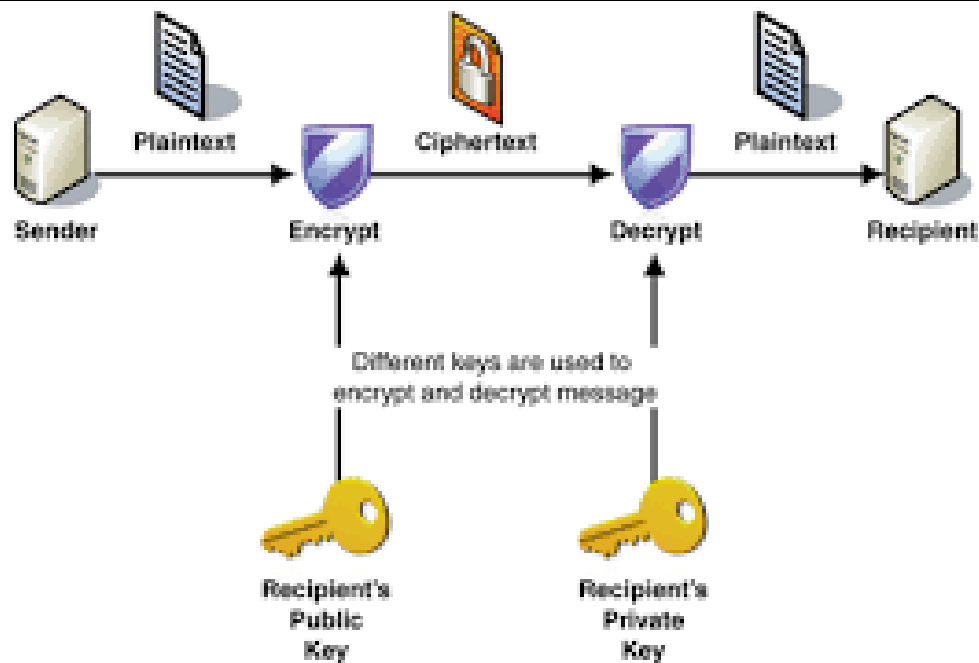 Plaintext
Ciphertext
Plaintext
Sender
Encrypt
Decrypt
Recipient
Different keys are used to
encrypt and decrypt message
Recipient's
Public
Key
Recipient's
Private
Key